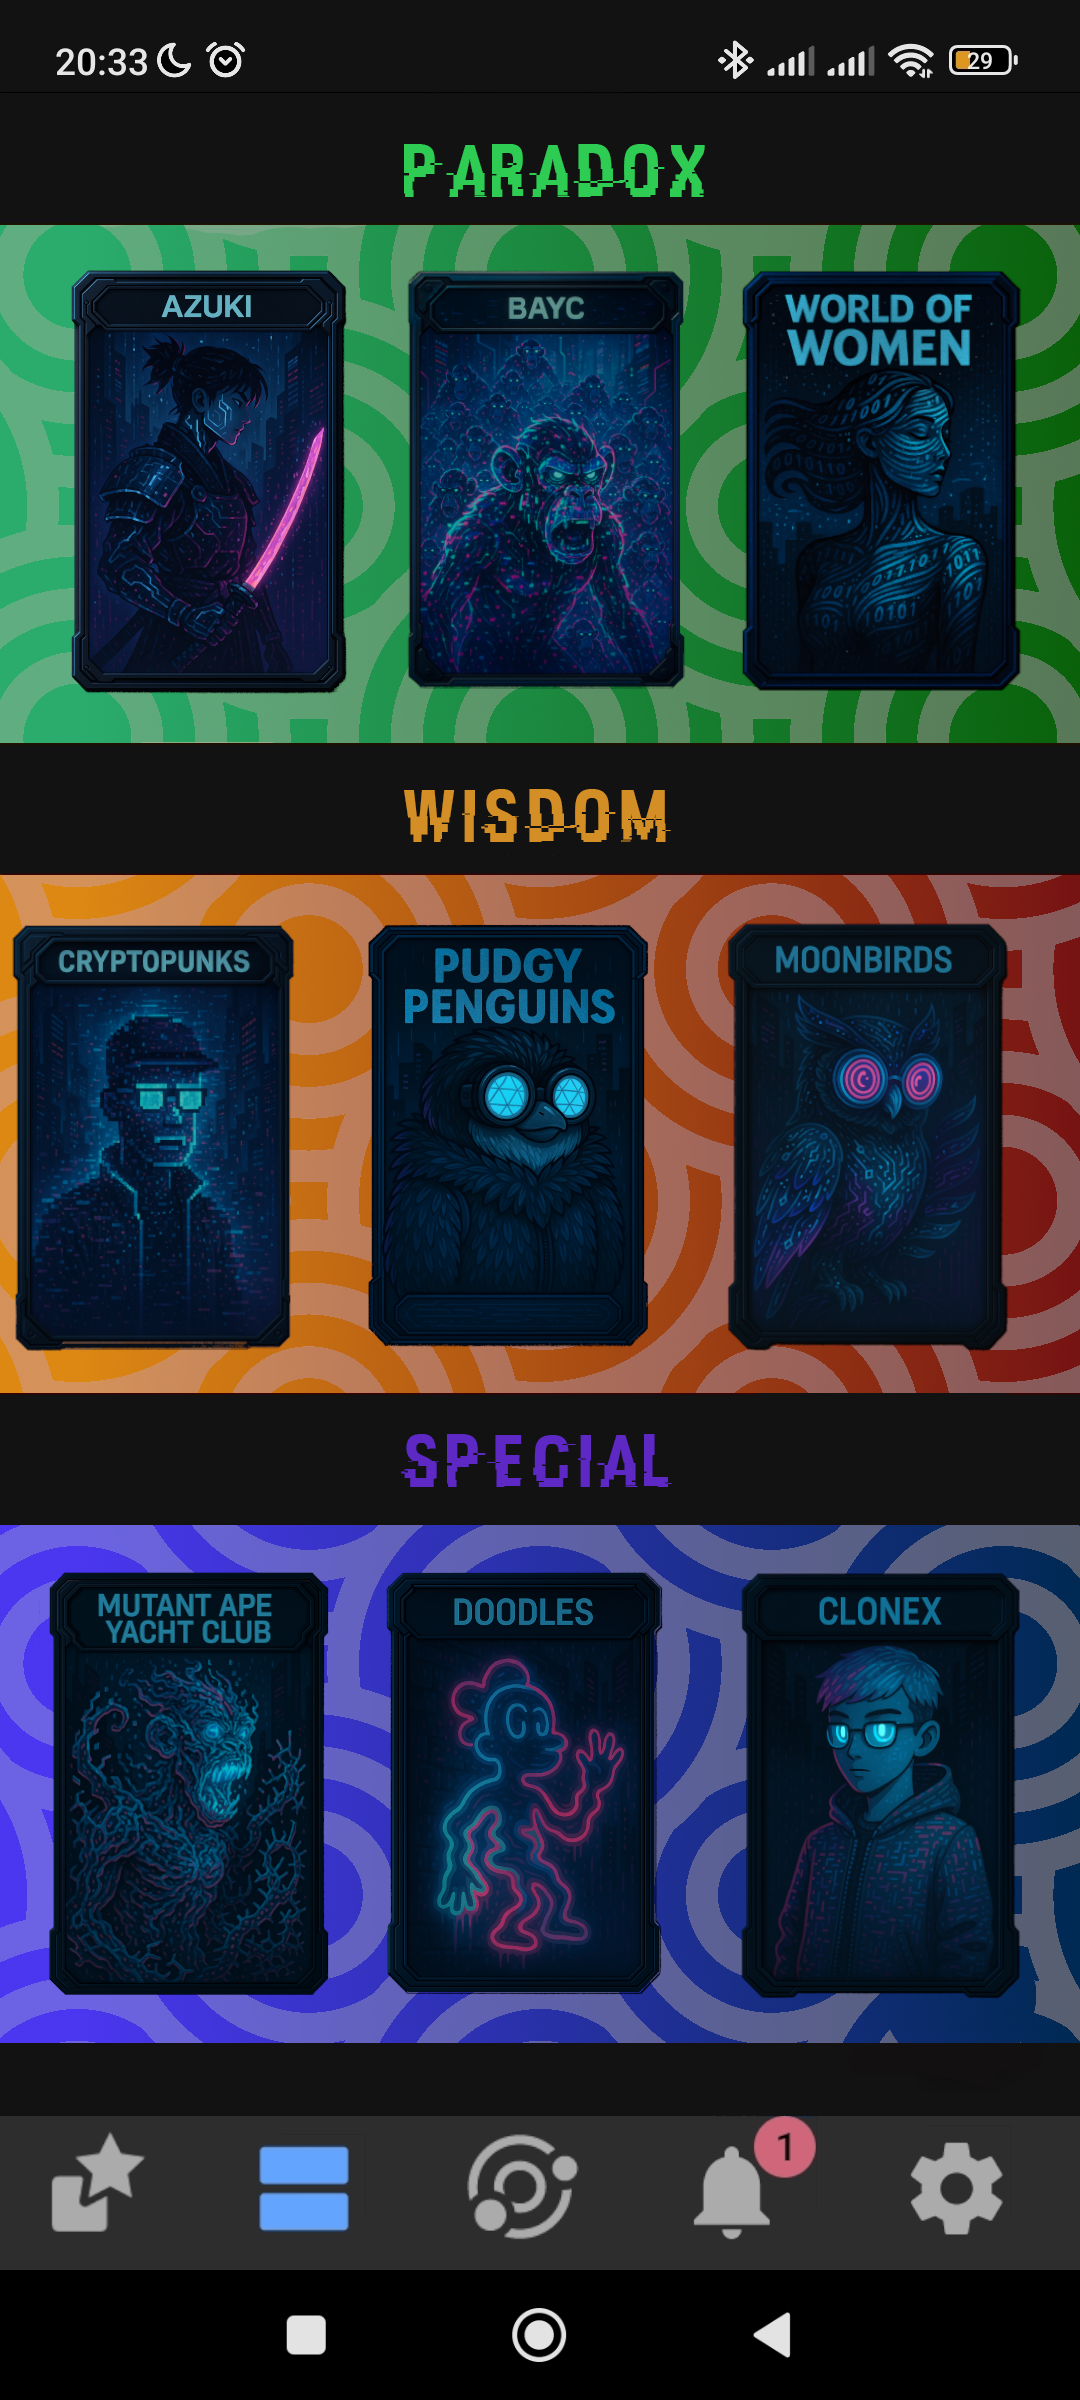 20:33
29
PARADOX
AZUKI
BAYC
WORLD OF
WOMEN
WISDOM
CRYPTOPUNKS
PUDGY
PENGUINS
MOONBIRDS
SPECIAL
MUTANT APE
YACHT CLUB
DOODLES
CLONEX
1